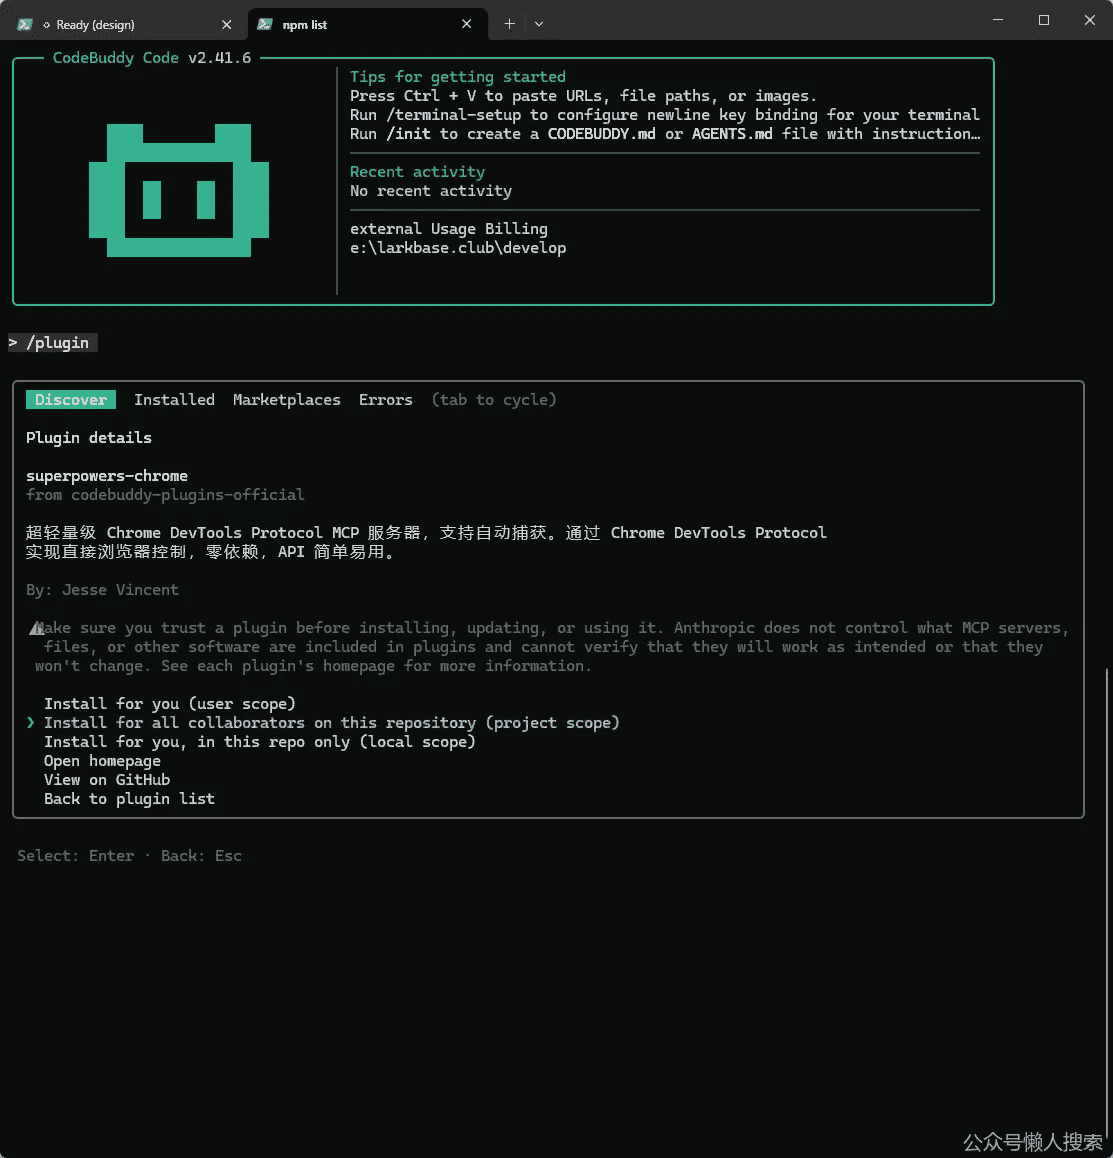 Ready (design)
npm list
CodeBuddy Code v2.41.6
Tips for getting started
Press Ctrl + V to paste URLs, file paths, or images.
Run /terminal-setup to configure newline key binding for your terminal
Run /init to create a CODEBUDDY.md or AGENTS.md file with instruction…
Recent activity
No recent activity
external Usage Billing
e:\larkbase.club\develop
> /plugin
Discover Installed Marketplaces Errors (tab to cycle)
Plugin details
superpowers-chrome
from codebuddy-plugins-official
超轻量级 Chrome DevTools Protocol MCP 服务器，支持自动捕获。通过 Chrome DevTools Protocol
实现直接浏览器控制，零依赖，API 简单易用。
By: Jesse Vincent
⚠Make sure you trust a plugin before installing, updating, or using it. Anthropic does not control what MCP servers,
files, or other software are included in plugins and cannot verify that they will work as intended or that they
won't change. See each plugin's homepage for more information.
Install for you (user scope)
❯ Install for all collaborators on this repository (project scope)
Install for you, in this repo only (local scope)
Open homepage
View on GitHub
Back to plugin list
Select: Enter · Back: Esc
公众号懒人搜索